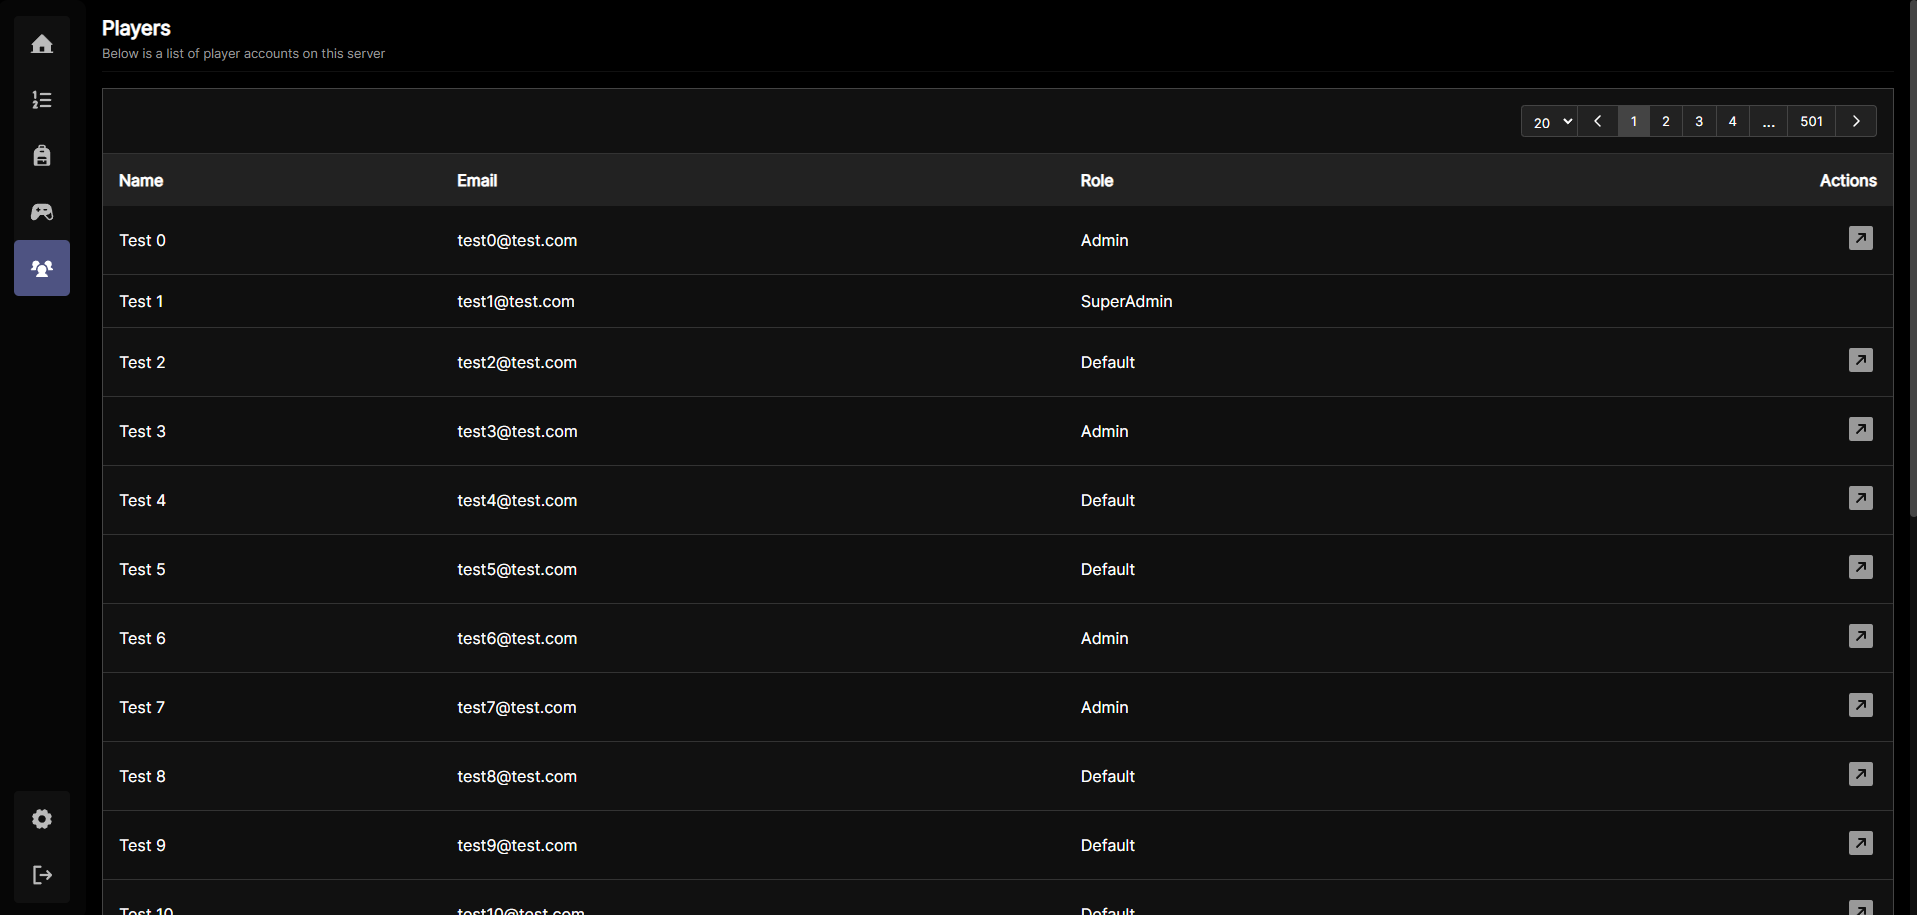 Players
Below is a list of player accounts on this server
20 1 2 3 4 ... 501
Name Email Role Actions
Test 0 test0@test.com Admin
Test 1 test1@test.com SuperAdmin
Test 2 test2@test.com Default
Test 3 test3@test.com Admin
Test 4 test4@test.com Default
Test 5 test5@test.com Default
Test 6 test6@test.com Admin
Test 7 test7@test.com Admin
Test 8 test8@test.com Default
Test 9 test9@test.com Default
Test 10 test10@test.com Default